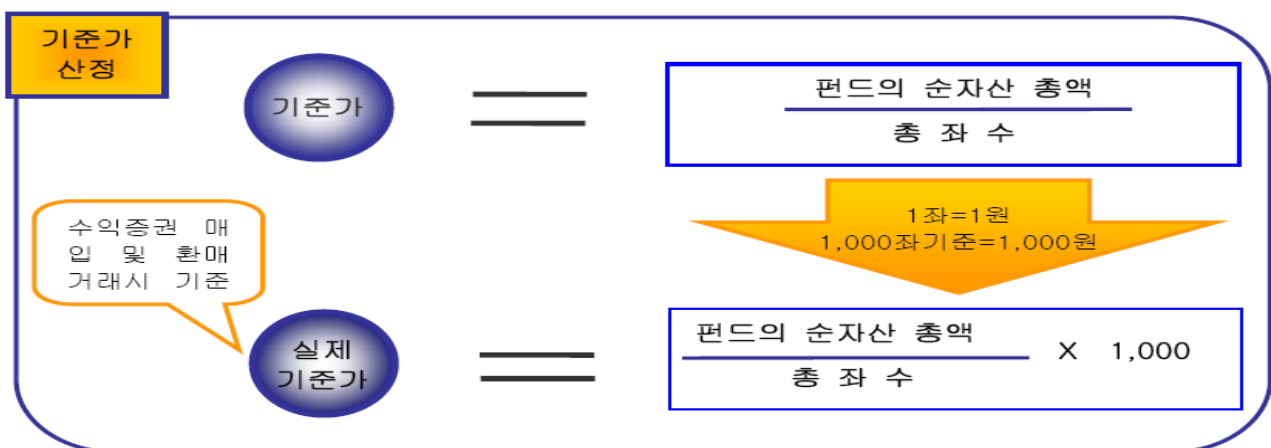 기준가
산정
기준가
펀드의 순자산 총액
총 좌 수
1좌=1원
1,000좌기준=1,000원
수익증권 매
입 및 환매
거래시 기준
실제
기준가
펀드의 순자산 총액
총 좌 수
X 1,000